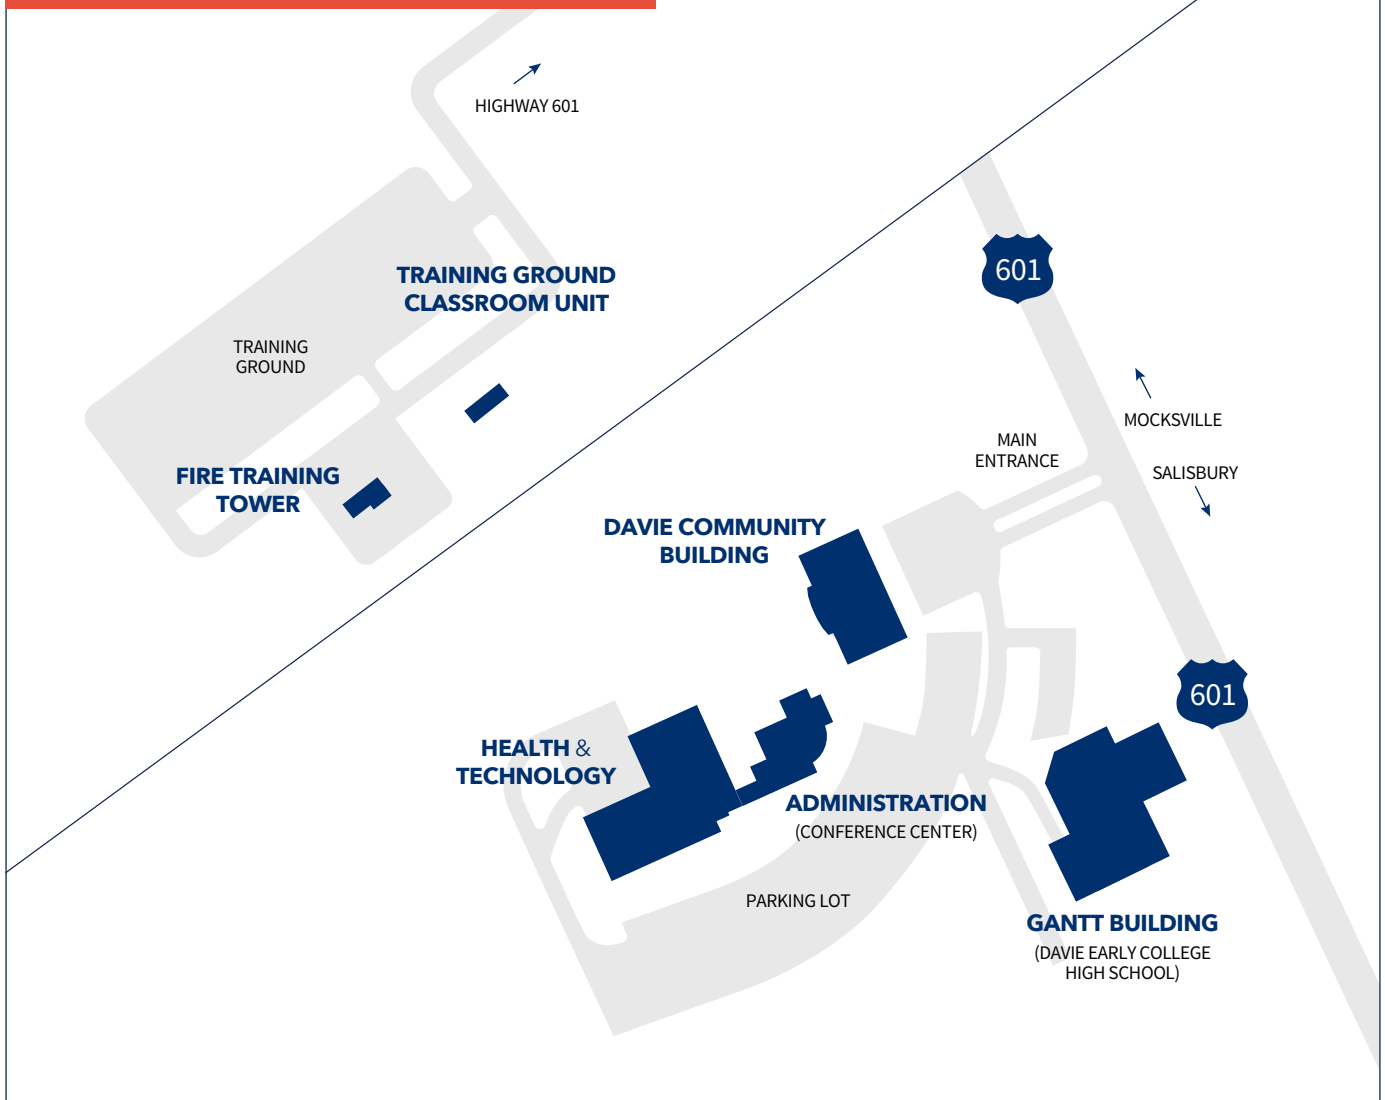 HIGHWAY 601
601
TRAINING GROUND
CLASSROOM UNIT
TRAINING
GROUND
MOCKSVILLE
MAIN
ENTRANCE
SALISBURY
FIRE TRAINING
TOWER
DAVIE COMMUNITY
BUILDING
601
HEALTH &
TECHNOLOGY
ADMINISTRATION
(CONFERENCE CENTER)
PARKING LOT
GANTT BUILDING
(DAVIE EARLY COLLEGE
HIGH SCHOOL)